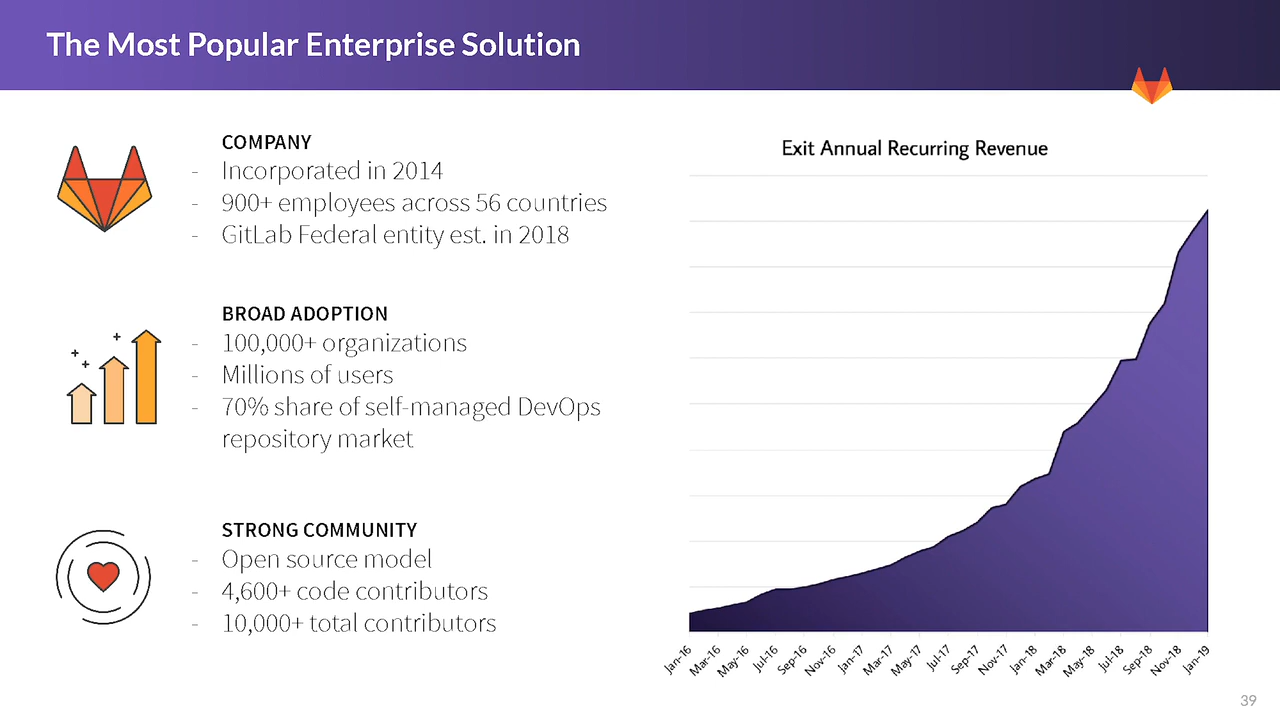 The Most Popular Enterprise Solution
COMPANY
- Incorporated in 2014
- 900+ employees across 56 countries
- GitLab Federal entity est. in 2018
BROAD ADOPTION
- 100,000+ organizations
- Millions of users
- 70% share of self-managed DevOps
repository market
STRONG COMMUNITY
- Open source model
- 4,600+ code contributors
- 10,000+ total contributors
Exit Annual Recurring Revenue
Jan-16 Mar-16 May-16 Jul-16 Sep-16 Nov-16 Jan-17 Mar-17 May-17 Jul-17 Sep-17 Nov-17 Jan-18 Mar-18 May-18 Jul-18 Sep-18 Nov-18 Jan-19
39